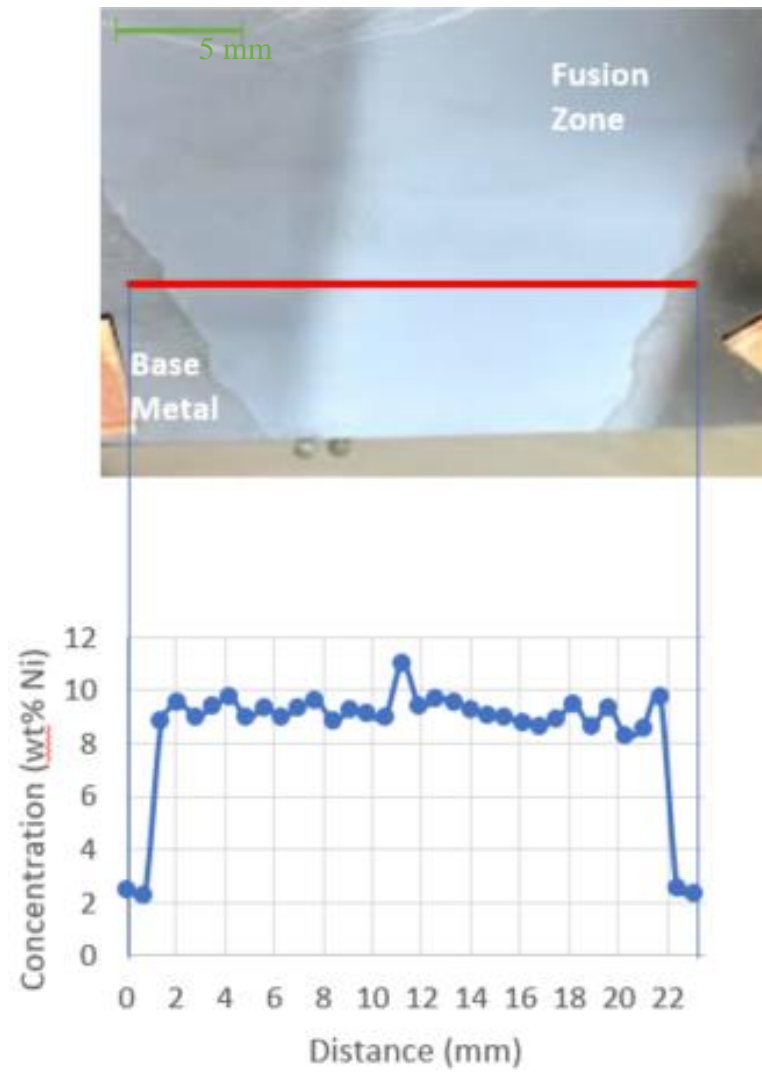 5 mm
Fusion
Zone
Base
Metal
12
10
8
6
4
2
0
Concentration (wt% Ni)
0 2 4 6 8 10 12 14 16 18 20 22
Distance (mm)